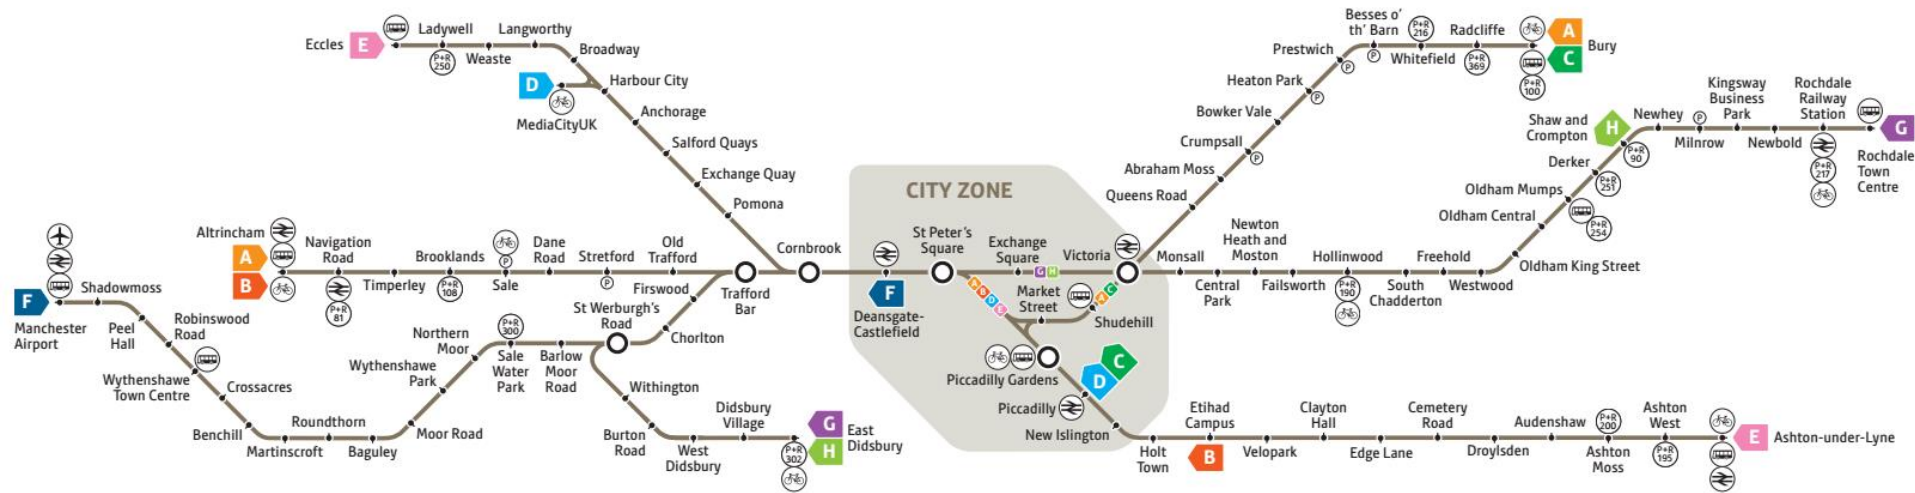 Eccles
E
Ladywell
P+R
250
Weaste
Langworthy
Broadway
Harbour City
D
MediaCityUK
Anchorage
Salford Quays
Exchange Quay
Pomona
Altrincham
A
B
Navigation
Road
P+R
81
Timperley
Brooklands
P+R
108
P
Sale
Dane
Road
Stretford
P
Old
Trafford
Trafford
Bar
Cornbrook
F
Manchester
Airport
Shadowmoss
Peel
Hall
Robinswood
Road
Wythenshawe
Town Centre
Crossacres
Benchill
Martinscroft
Roundthorn
Baguley
Moor Road
Wythenshawe
Park
Northern
Moor
P+R
300
Sale
Water
Park
Barlow
Moor
Road
St Werburgh's
Road
Chorlton
Firswood
Withington
Burton
Road
West
Didsbury
Didsbury
Village
G
H
East
Didsbury
P+R
302
CITY ZONE
F
Deansgate-
Castlefield
St Peter's
Square
Exchange
Square
G H
Victoria
A
B
D
E
Market
Street
A
C
Shudehill
Piccadilly Gardens
C
D
Piccadilly
New Islington
Holt
Town
Etihad
Campus
B
Velopark
Clayton
Hall
Edge Lane
Cemetery
Road
Droylsden
Audenshaw
P+R
200
Ashton
Moss
Ashton
West
P+R
195
E
Ashton-under-Lyne
Queens Road
Abraham Moss
Crumpsall
P
Bowker Vale
Heaton Park
P
Prestwich
P
Besses o'
th' Barn
P
P+R
216
Whitefield
Radcliffe
P+R
369
A
C
Bury
P+R
100
Monsall
Central
Park
Newton
Heath and
Moston
Failsworth
Hollinwood
P+R
190
South
Chadderton
Freehold
Westwood
Oldham King Street
Oldham Central
Oldham Mumps
P+R
254
Derker
P+R
251
Shaw and
Crompton
H
P+R
90
Newhey
P
Milnrow
Kingsway
Business
Park
Newbold
Rochdale
Railway
Station
P+R
217
G
Rochdale
Town
Centre